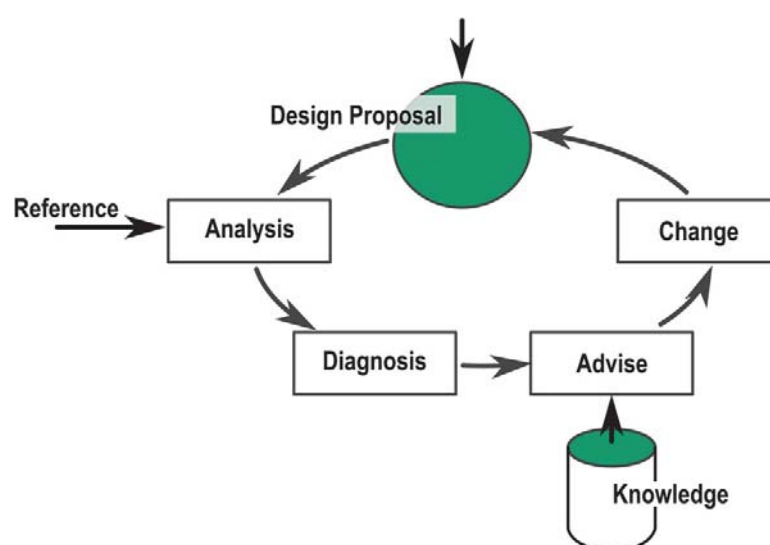 Design Proposal
Reference
Analysis
Change
Diagnosis
Advise
Knowledge